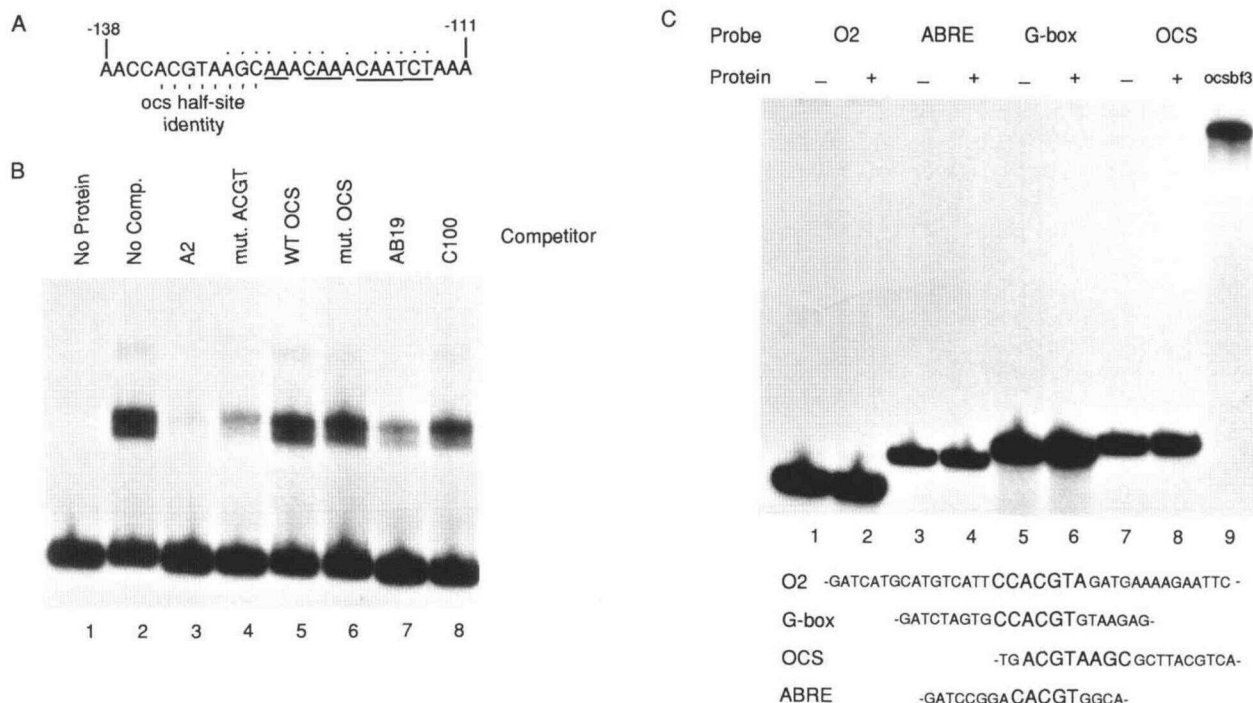 A
-138 -111
AACCACGTAAGCAAACAAACAATCTAAA
ocs half-site
identity
B
No Protein
No Comp.
A2
mut. ACGT
WT OCS
mut. OCS
AB19
C100
Competitor
1 2 3 4 5 6 7 8
C
Probe O2 ABRE G-box OCS
Protein – + – + – + – + ocsbf3
1 2 3 4 5 6 7 8 9
O2 -GATCATGCATGTCATTCCACGTAGATGAAAAGAATTC-
G-box -GATCTAGTGCCACGTGTAAGAG-
OCS -TGACGTAAGCGCTTACGTCA-
ABRE -GATCCGGACACGTGGCA-